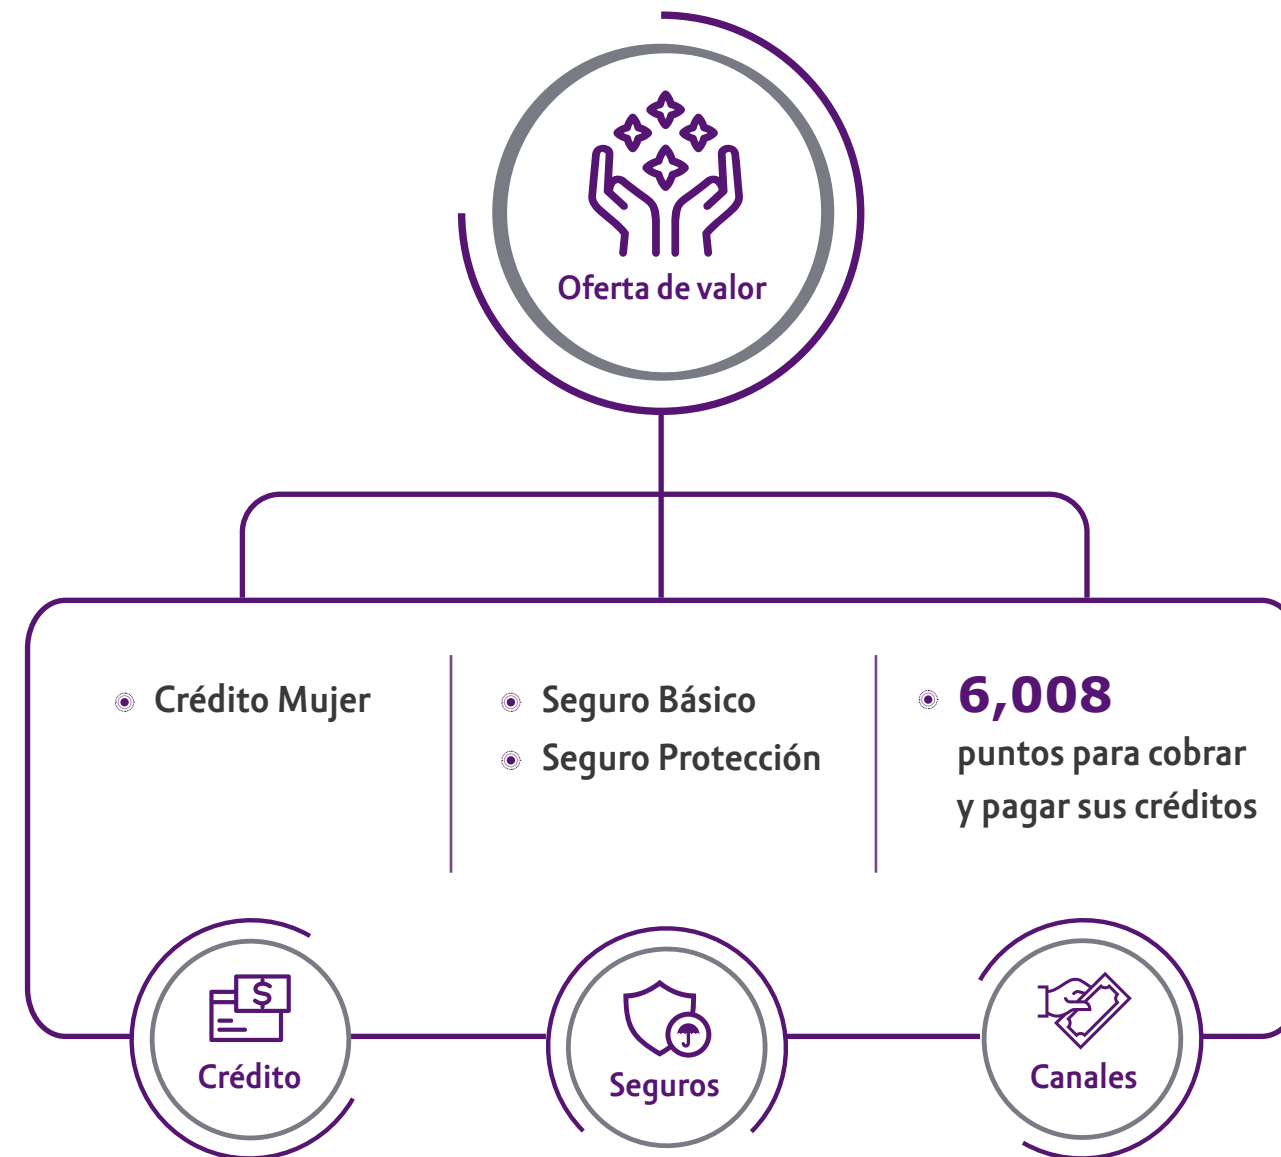 Oferta de valor
Crédito Mujer
Seguro Básico
Seguro Protección
6,008
puntos para cobrar
y pagar sus créditos
$
Crédito
Seguros
Canales